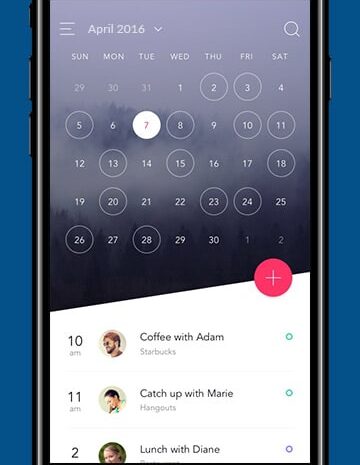 April 2016
SUN MON TUE WED THU FRI SAT
29 30 31 1 2 3 4
5 6 7 8 9 10 11
12 13 14 15 16 17 18
19 20 21 22 23 24 25
26 27 28 29 30 1 2
10 Coffee with Adam
am Starbucks
11 Catch up with Marie
am Hangouts
2 Lunch with Diane